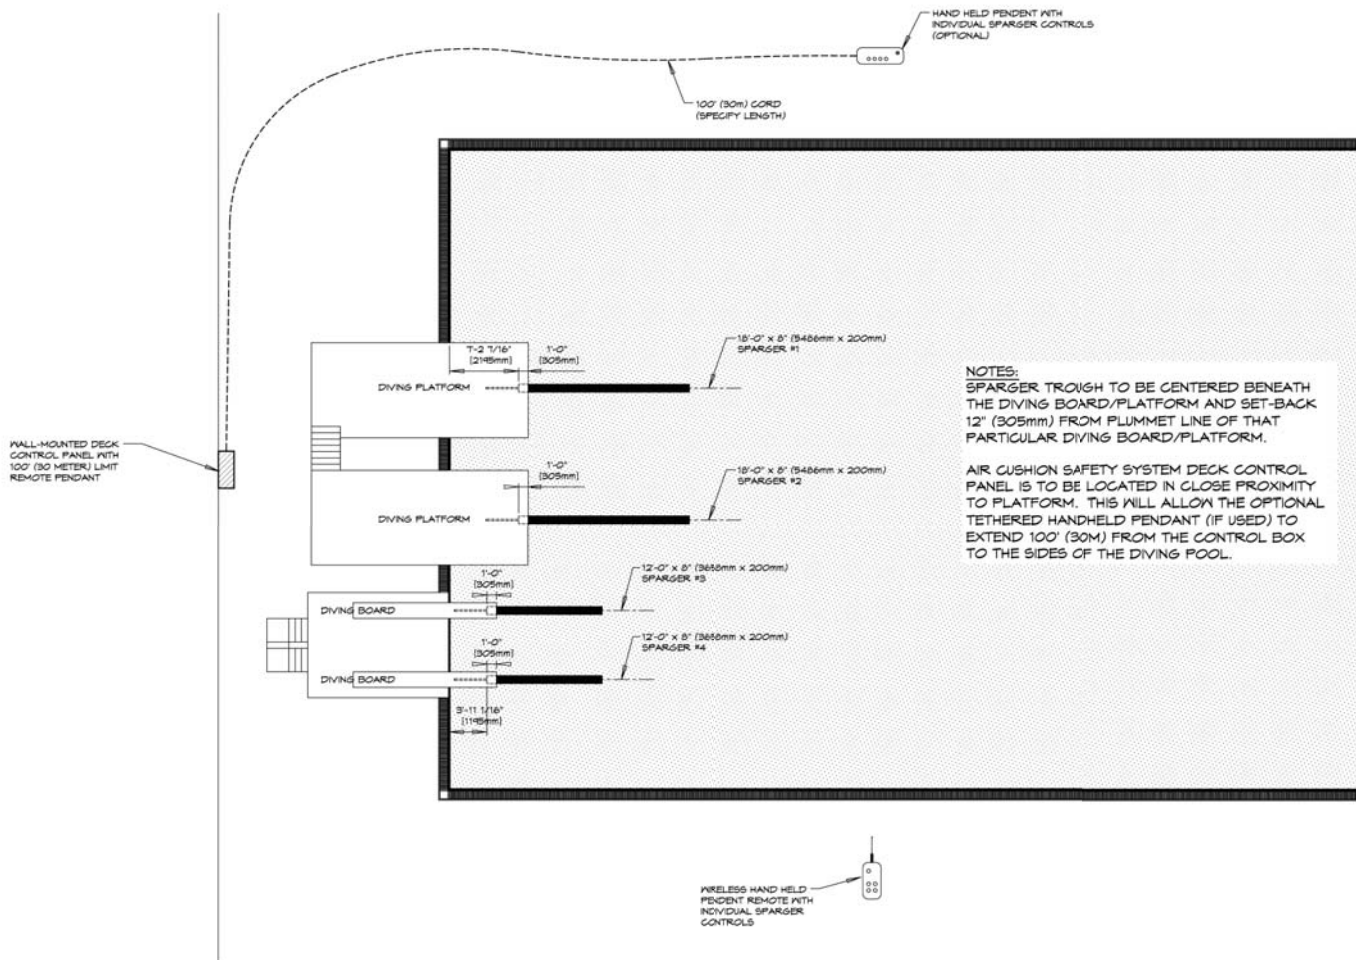 HAND HELD PENDENT WITH
INDIVIDUAL SPARGER CONTROLS
(OPTIONAL)
100' (30m) CORD
(SPECIFY LENGTH)
7'-2 7/16"
[2195mm]
1'-0"
[305mm]
18'-0" x 8" (5486mm x 200mm)
SPARGER #1
DIVING PLATFORM
WALL-MOUNTED DECK
CONTROL PANEL WITH
100' (30 METER) LIMIT
REMOTE PENDANT
1'-0"
[305mm]
18'-0" x 8" (5486mm x 200mm)
SPARGER #2
DIVING PLATFORM
NOTES:
SPARGER TROUGH TO BE CENTERED BENEATH
THE DIVING BOARD/PLATFORM AND SET-BACK
12" (305mm) FROM PLUMMET LINE OF THAT
PARTICULAR DIVING BOARD/PLATFORM.
AIR CUSHION SAFETY SYSTEM DECK CONTROL
PANEL IS TO BE LOCATED IN CLOSE PROXIMITY
TO PLATFORM. THIS WILL ALLOW THE OPTIONAL
TETHERED HANDHELD PENDANT (IF USED) TO
EXTEND 100' (30M) FROM THE CONTROL BOX
TO THE SIDES OF THE DIVING POOL.
1'-0"
[305mm]
12'-0" x 8" (3658mm x 200mm)
SPARGER #3
DIVING BOARD
1'-0"
[305mm]
12'-0" x 8" (3658mm x 200mm)
SPARGER #4
DIVING BOARD
3'-11 1/16"
[1195mm]
WIRELESS HAND HELD
PENDENT REMOTE WITH
INDIVIDUAL SPARGER
CONTROLS